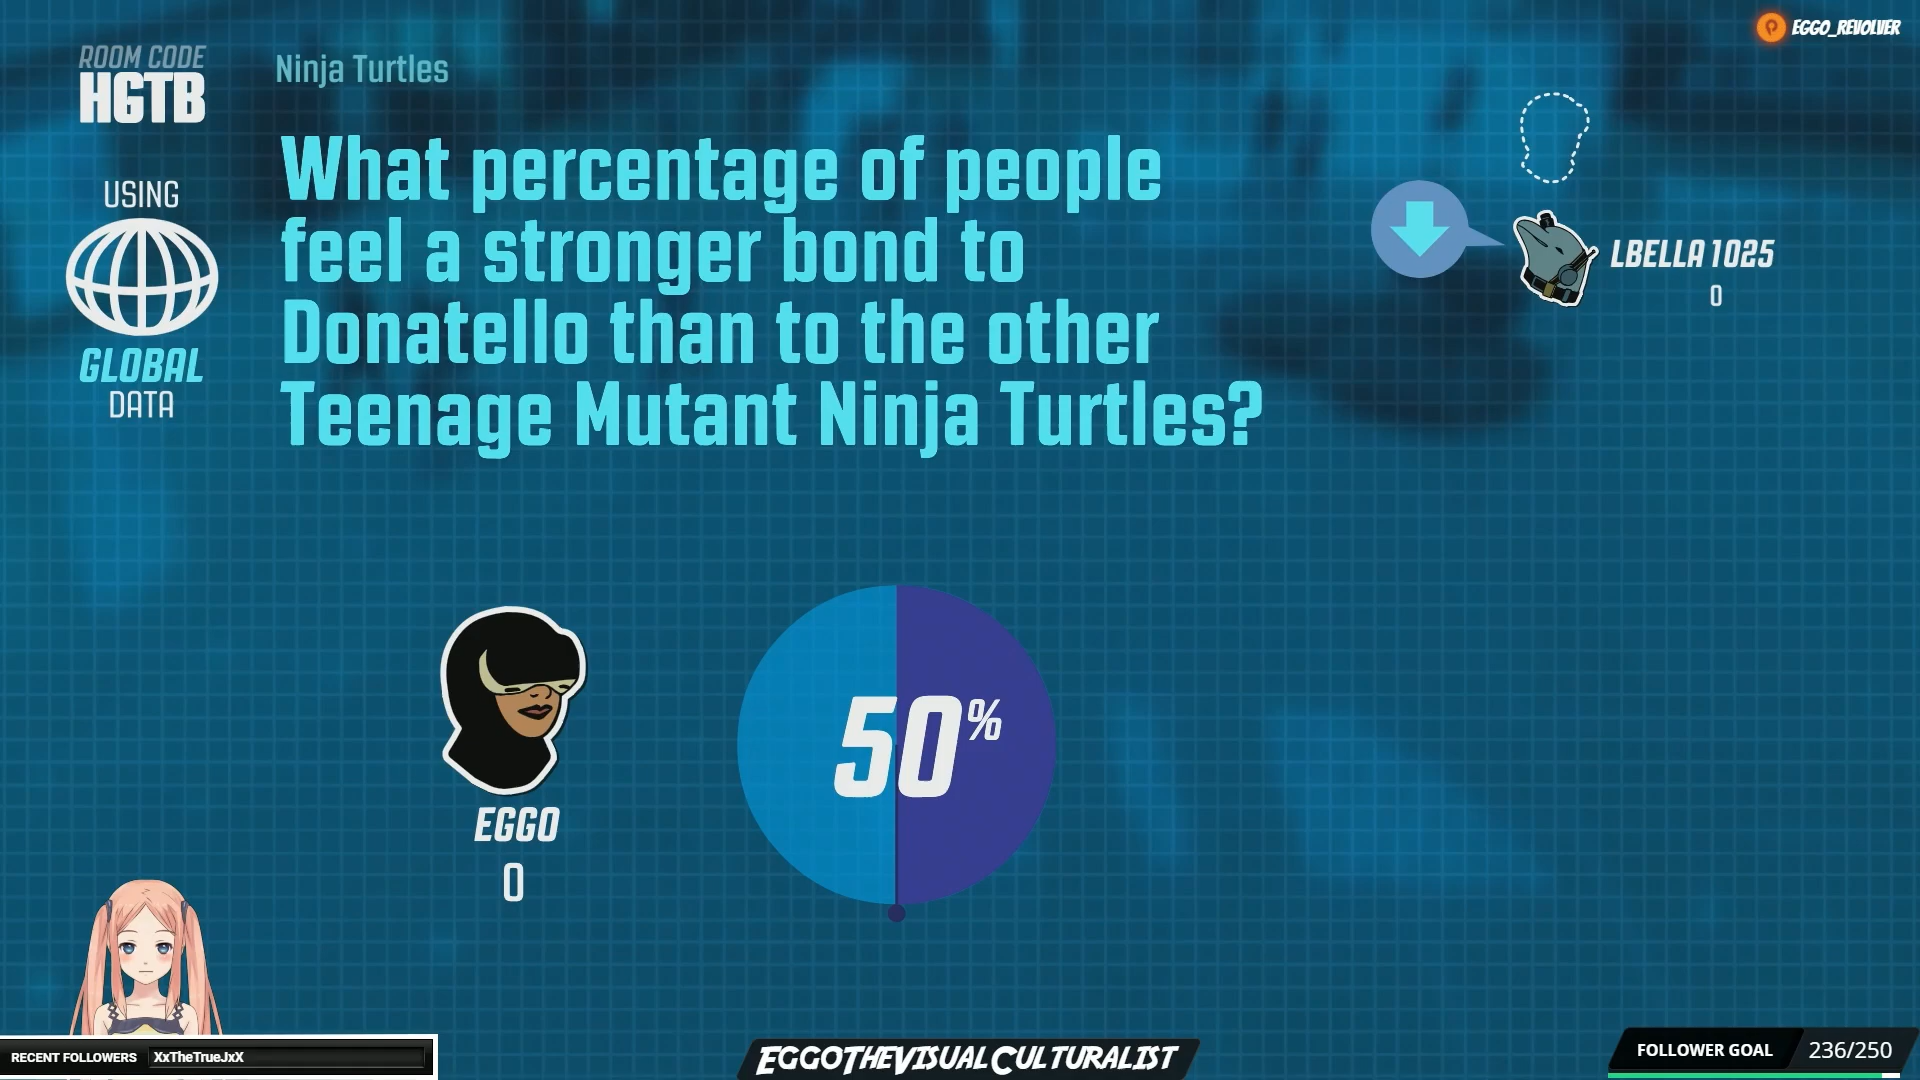 ROOM CODE
HGTB
USING
GLOBAL
DATA
Ninja Turtles
What percentage of people
feel a stronger bond to
Donatello than to the other
Teenage Mutant Ninja Turtles?
EGGO_REVOLVER
LBELLA1025
0
EGGO
0
50%
RECENT FOLLOWERS XxTheTrueJxX
EGGOTHEVISUALCULTURALIST
FOLLOWER GOAL 236/250